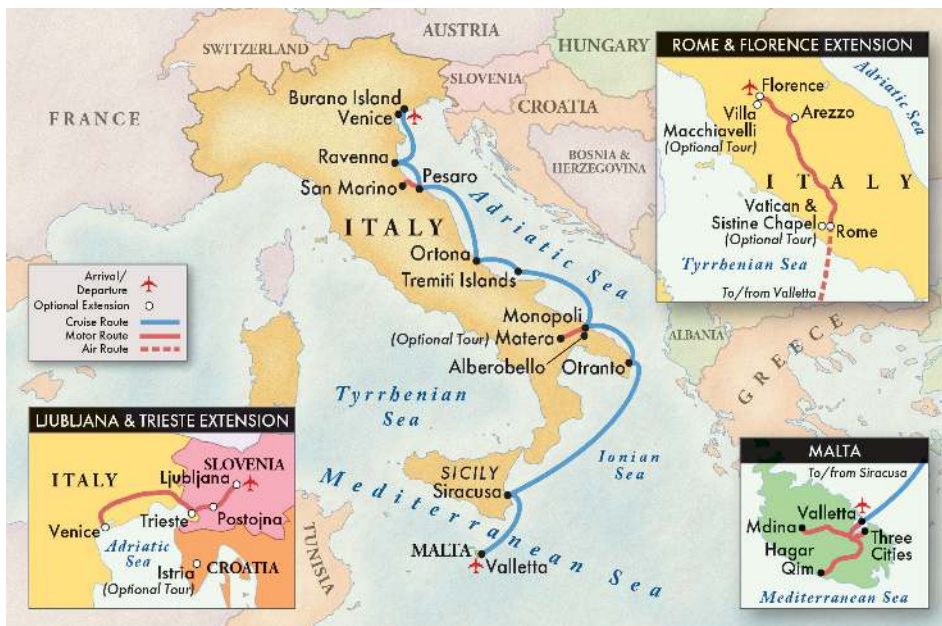 AUSTRIA
SWITZERLAND
HUNGARY
SLOVENIA
CROATIA
FRANCE
BOSNIA &
HERZEGOVINA
Burano Island
Venice
Ravenna
San Marino
Pesaro
ITALY
Adriatic Sea
Ortona
Tremiti Islands
Monopoli
(Optional Tour) Matera
Alberobello
Otranto
ALBANIA
GREECE
Tyrrhenian
Sea
Ionian
Sea
SICILY
Siracusa
Mediterranean Sea
MALTA
Valletta
TUNISIA
Arrival/
Departure
Optional Extension
Cruise Route
Motor Route
Air Route
ROME & FLORENCE EXTENSION
Adriatic Sea
Florence
Villa
Macchiavelli
(Optional Tour)
Arezzo
ITALY
Vatican &
Sistine Chapel
(Optional Tour)
Rome
Tyrrhenian Sea
To/from Valletta
LJUBLJANA & TRIESTE EXTENSION
ITALY
SLOVENIA
Ljubljana
Venice
Trieste
Postojna
Adriatic
Sea
Istria
(Optional Tour)
CROATIA
MALTA
To/from Siracusa
Valletta
Mdina
Three
Cities
Hagar
Qim
Mediterranean Sea